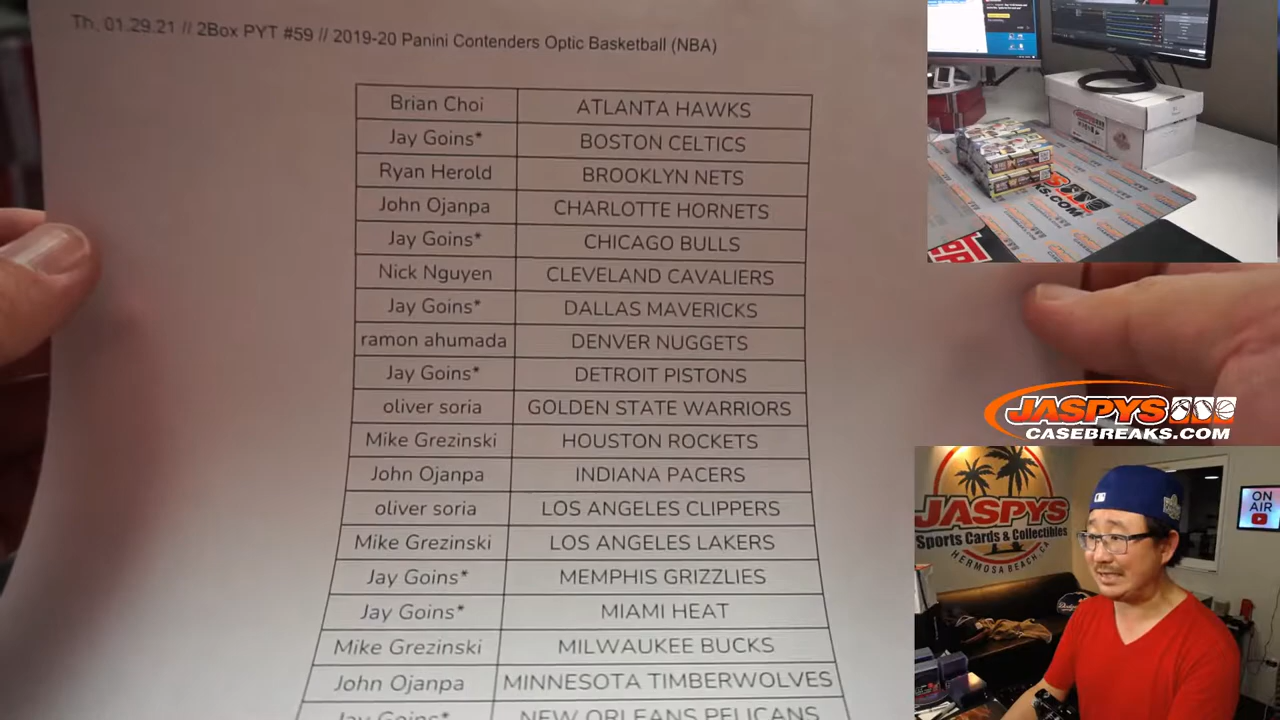 Th, 01.29.21 // 2Box PYT #59 // 2019-20 Panini Contenders Optic Basketball (NBA)
Brian Choi ATLANTA HAWKS
Jay Goins* BOSTON CELTICS
Ryan Herold BROOKLYN NETS
John Ojanpa CHARLOTTE HORNETS
Jay Goins* CHICAGO BULLS
Nick Nguyen CLEVELAND CAVALIERS
Jay Goins* DALLAS MAVERICKS
ramon ahumada DENVER NUGGETS
Jay Goins* DETROIT PISTONS
oliver soria GOLDEN STATE WARRIORS
Mike Grezinski HOUSTON ROCKETS
John Ojanpa INDIANA PACERS
oliver soria LOS ANGELES CLIPPERS
Mike Grezinski LOS ANGELES LAKERS
Jay Goins* MEMPHIS GRIZZLIES
Jay Goins* MIAMI HEAT
Mike Grezinski MILWAUKEE BUCKS
John Ojanpa MINNESOTA TIMBERWOLVES
Jay Goins* NEW ORLEANS PELICANS
JASPYS
CASEBREAKS.COM
JASPYS
Sports Cards & Collectibles
HERMOSA BEACH, CA
ON
AIR